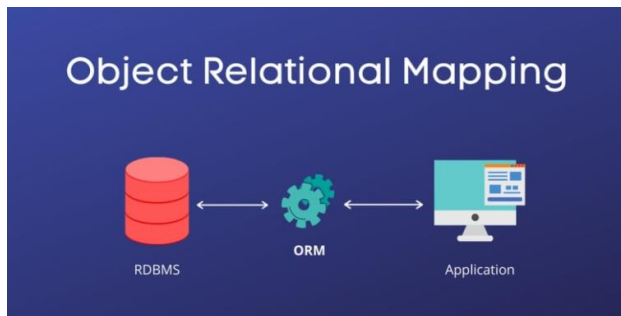 Object Relational Mapping
RDBMS
ORM
Application